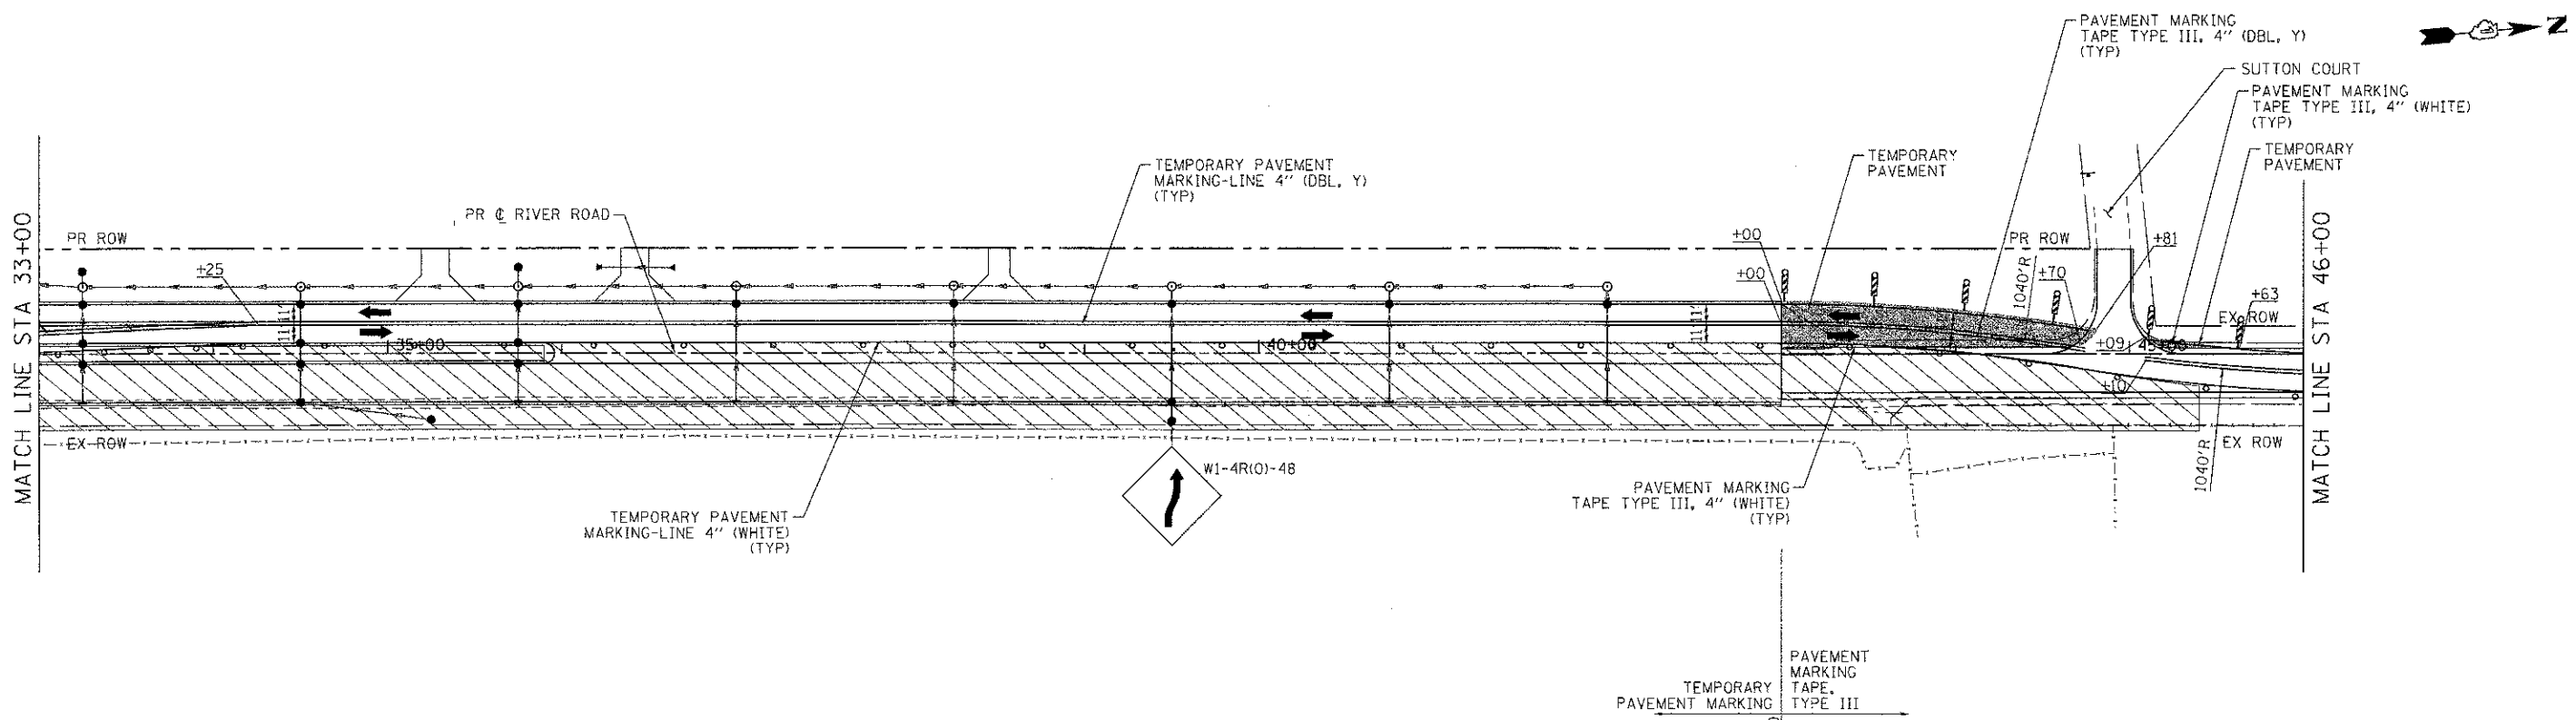 PAVEMENT MARKING
TAPE TYPE III, 4" (DBL, Y)
(TYP)
N
SUTTON COURT
PAVEMENT MARKING
TAPE TYPE III, 4" (WHITE)
(TYP)
TEMPORARY
PAVEMENT
TEMPORARY
PAVEMENT
TEMPORARY PAVEMENT
MARKING-LINE 4" (DBL, Y)
(TYP)
PR ℄ RIVER ROAD
MATCH LINE STA 33+00
PR ROW
+25
+00
+00
PR ROW
+81
1040'R
+70
+63
EX ROW
MATCH LINE STA 46+00
11'
11'
11'
11'
35+00
40+00
+09
45+00
+10
EX ROW
EX ROW
1040'R
W1-4R(O)-48
TEMPORARY PAVEMENT
MARKING-LINE 4" (WHITE)
(TYP)
PAVEMENT MARKING
TAPE TYPE III, 4" (WHITE)
(TYP)
TEMPORARY
PAVEMENT MARKING
PAVEMENT
MARKING
TAPE,
TYPE III